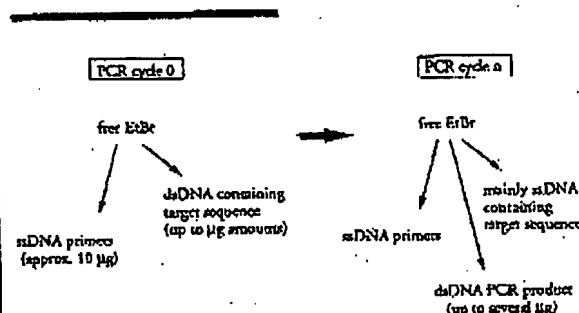 PCR cycle 0
free EtBr
ssDNA primers
(approx. 10 µg)
dsDNA containing
target sequence
(up to µg amounts)
PCR cycle n
free EtBr
ssDNA primers
mainly ssDNA
containing
target sequence
dsDNA PCR product
(up to several µg)